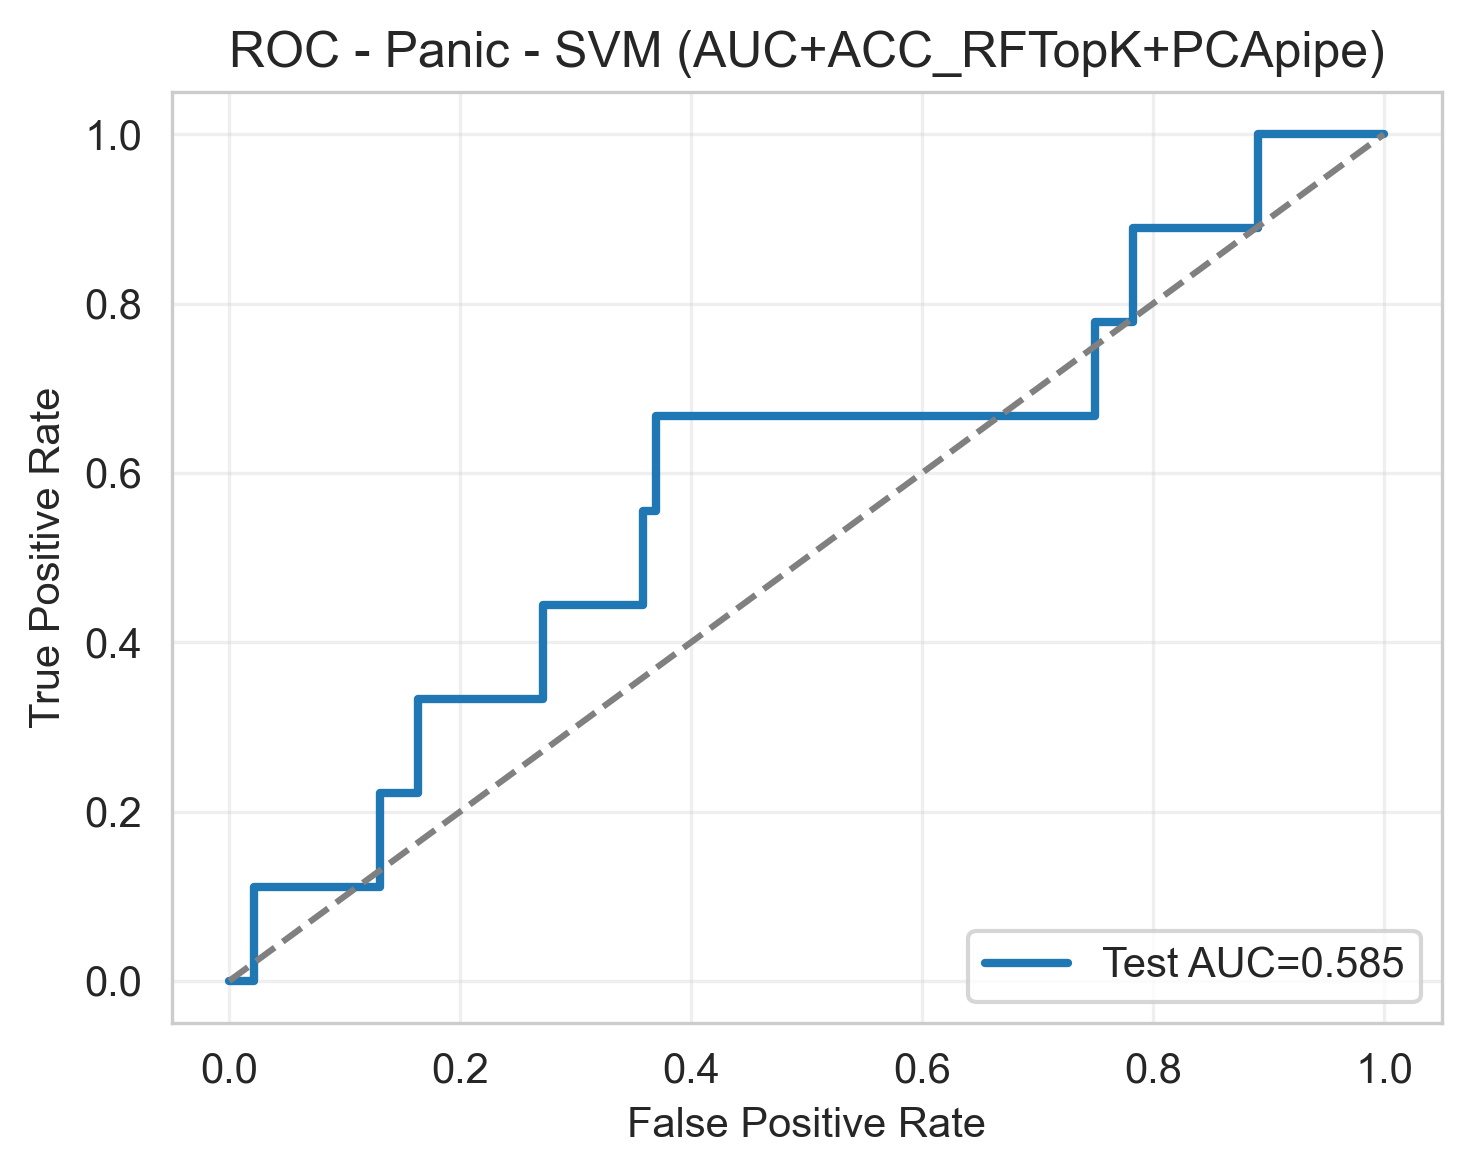 ROC - Panic - SVM (AUC+ACC_RFTopK+PCApipe)
1.0
0.8
0.6
0.4
0.2
0.0
True Positive Rate
Test AUC=0.585
0.0 0.2 0.4 0.6 0.8 1.0
False Positive Rate